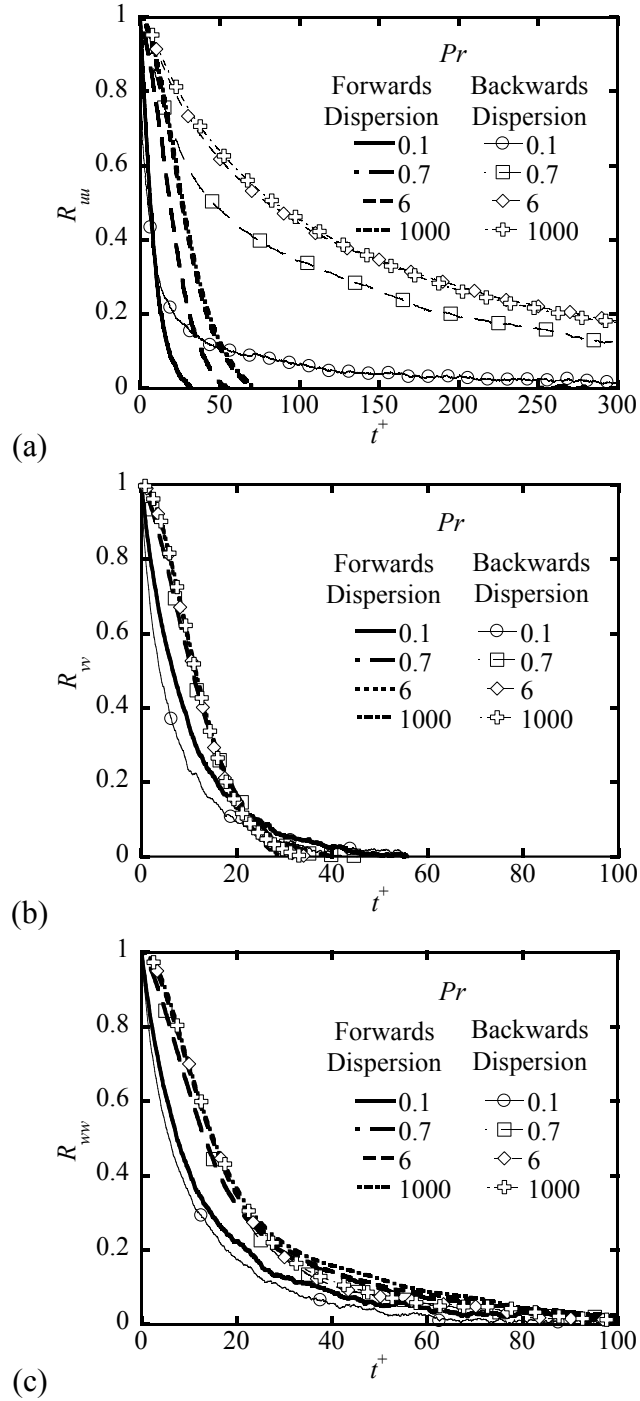 1
0.8
0.6
0.4
0.2
0
R_uu
Pr
Forwards Backwards
Dispersion Dispersion
0.1 0.1
0.7 0.7
6 6
1000 1000
0 50 100 150 200 250 300
t+
(a)
1
0.8
0.6
0.4
0.2
0
R_vv
Pr
Forwards Backwards
Dispersion Dispersion
0.1 0.1
0.7 0.7
6 6
1000 1000
0 20 40 60 80 100
t+
(b)
1
0.8
0.6
0.4
0.2
0
R_ww
Pr
Forwards Backwards
Dispersion Dispersion
0.1 0.1
0.7 0.7
6 6
1000 1000
0 20 40 60 80 100
t+
(c)